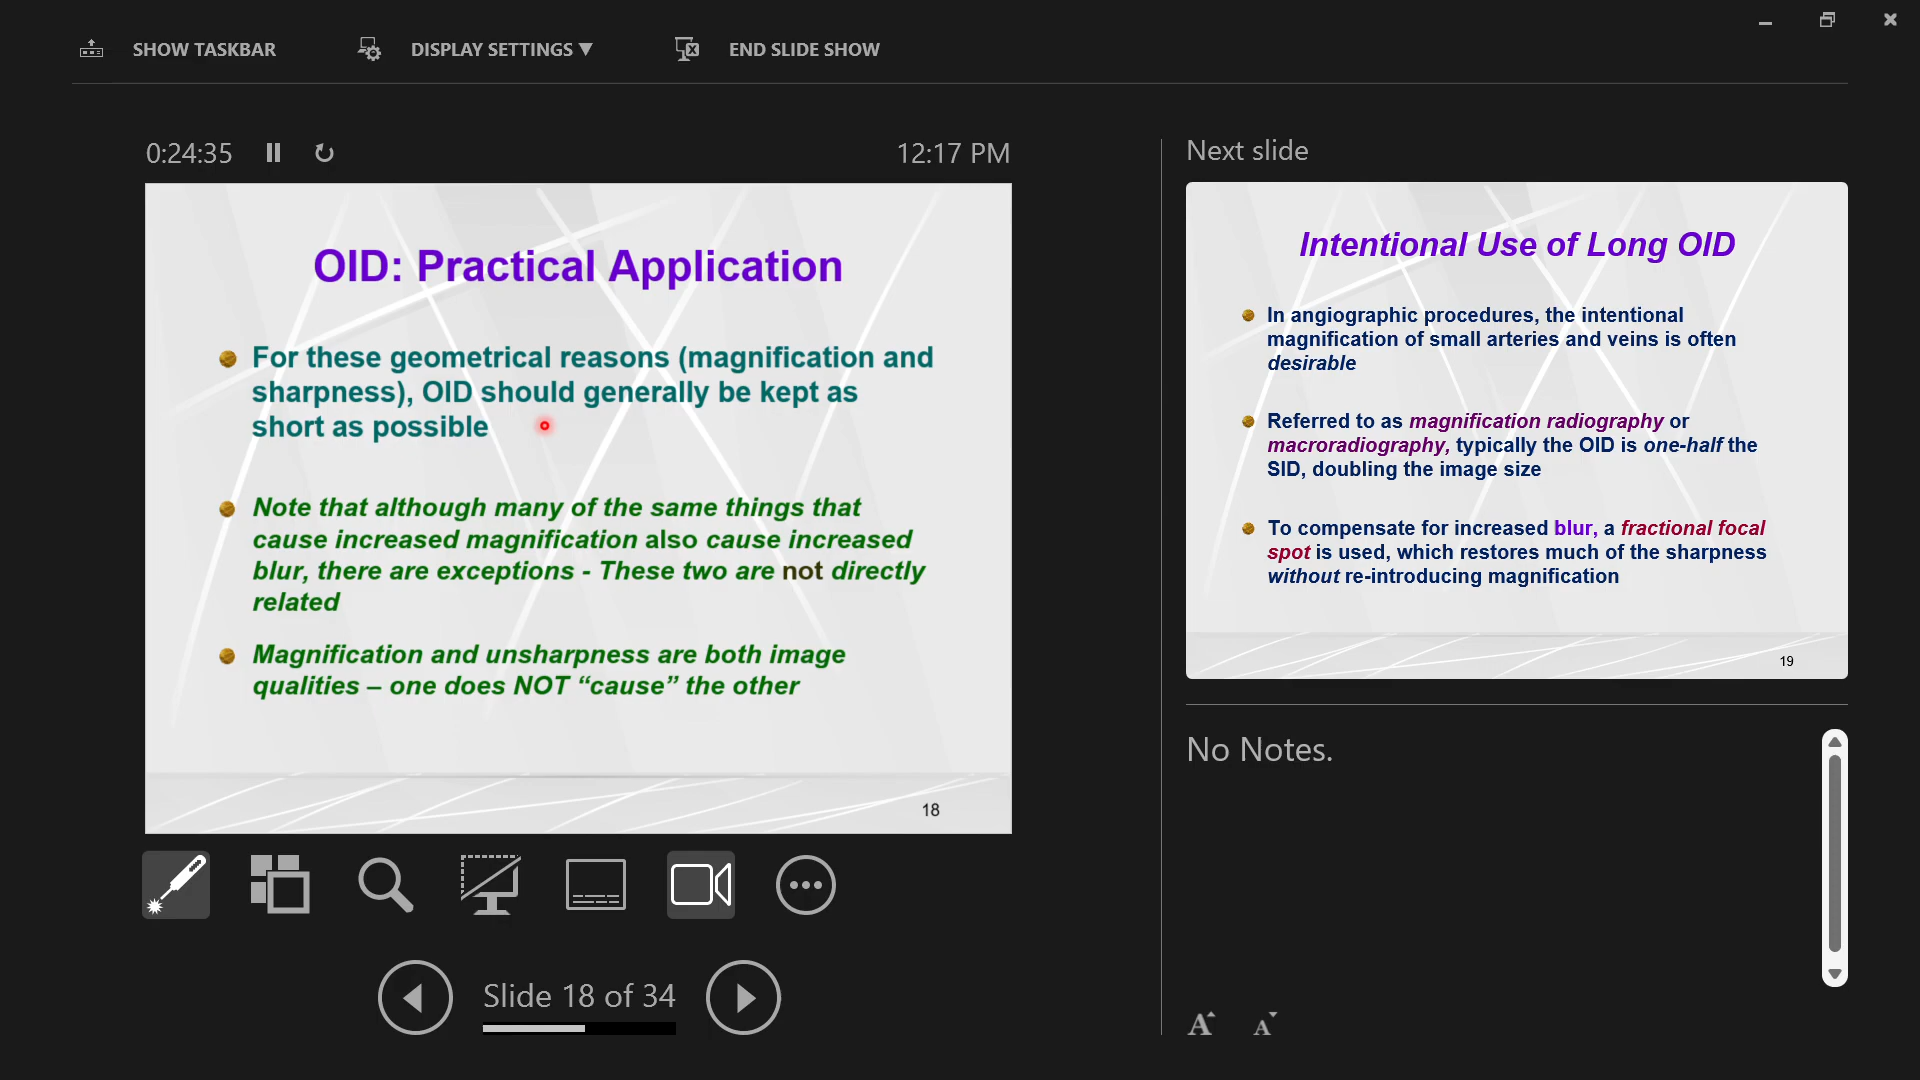 SHOW TASKBAR
DISPLAY SETTINGS ▼
END SLIDE SHOW
0:24:35
12:17 PM
OID: Practical Application
For these geometrical reasons (magnification and
sharpness), OID should generally be kept as
short as possible
Note that although many of the same things that
cause increased magnification also cause increased
blur, there are exceptions - These two are not directly
related
Magnification and unsharpness are both image
qualities – one does NOT “cause” the other
18
Slide 18 of 34
Next slide
Intentional Use of Long OID
In angiographic procedures, the intentional
magnification of small arteries and veins is often
desirable
Referred to as magnification radiography or
macroradiography, typically the OID is one-half the
SID, doubling the image size
To compensate for increased blur, a fractional focal
spot is used, which restores much of the sharpness
without re-introducing magnification
19
No Notes.
A A